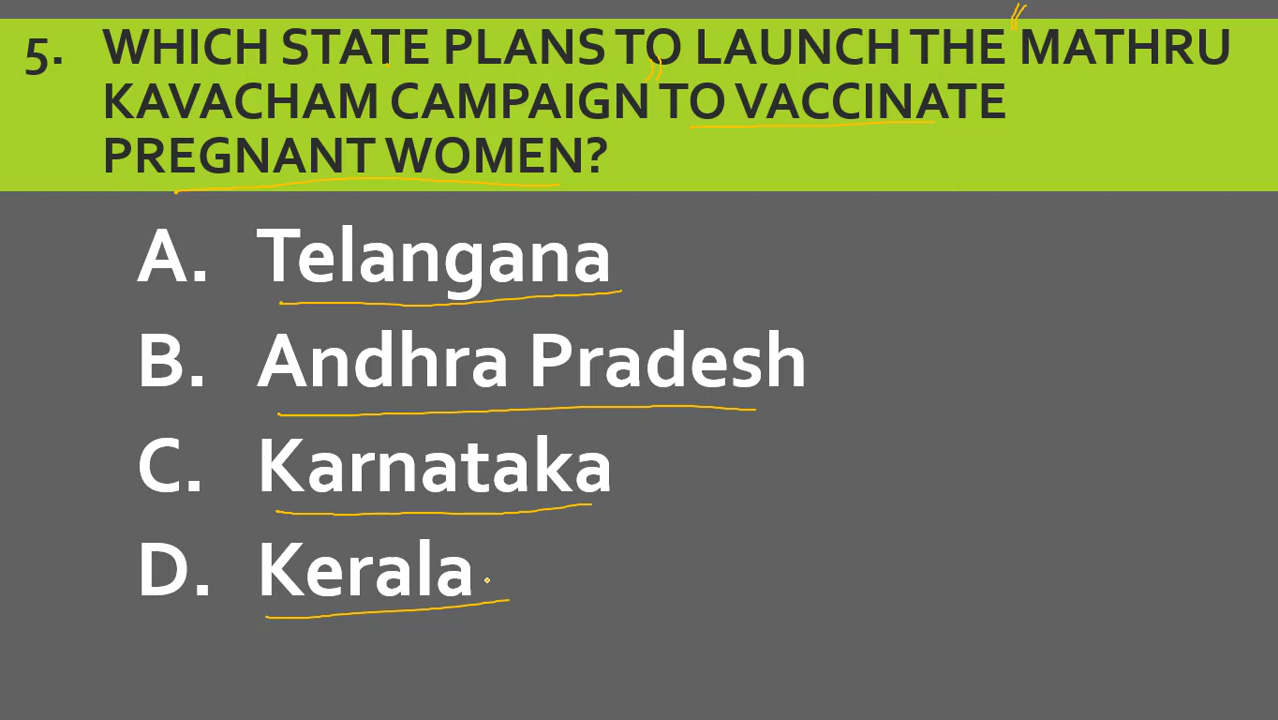 5. WHICH STATE PLANS TO LAUNCH THE "MATHRU
KAVACHAM CAMPAIGN" TO VACCINATE
PREGNANT WOMEN?
A. Telangana
B. Andhra Pradesh
C. Karnataka
D. Kerala